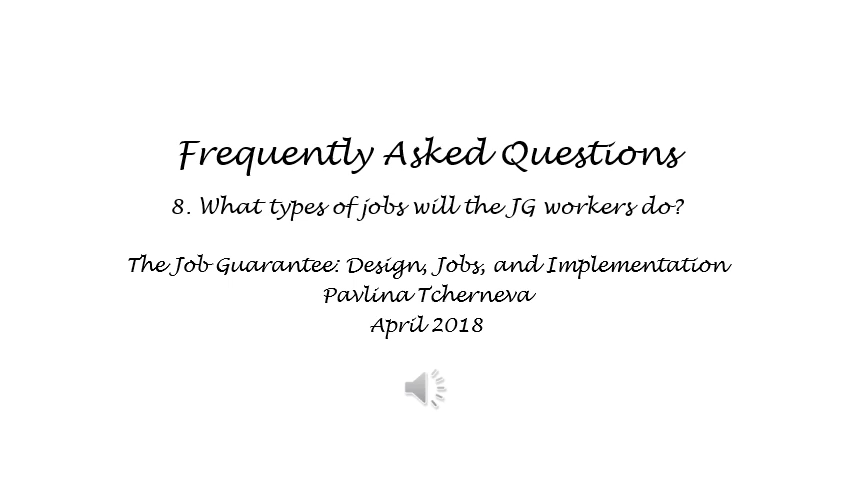 Frequently Asked Questions
8. What types of jobs will the JG workers do?
The Job Guarantee: Design, Jobs, and Implementation
Pavlina Tcherneva
April 2018